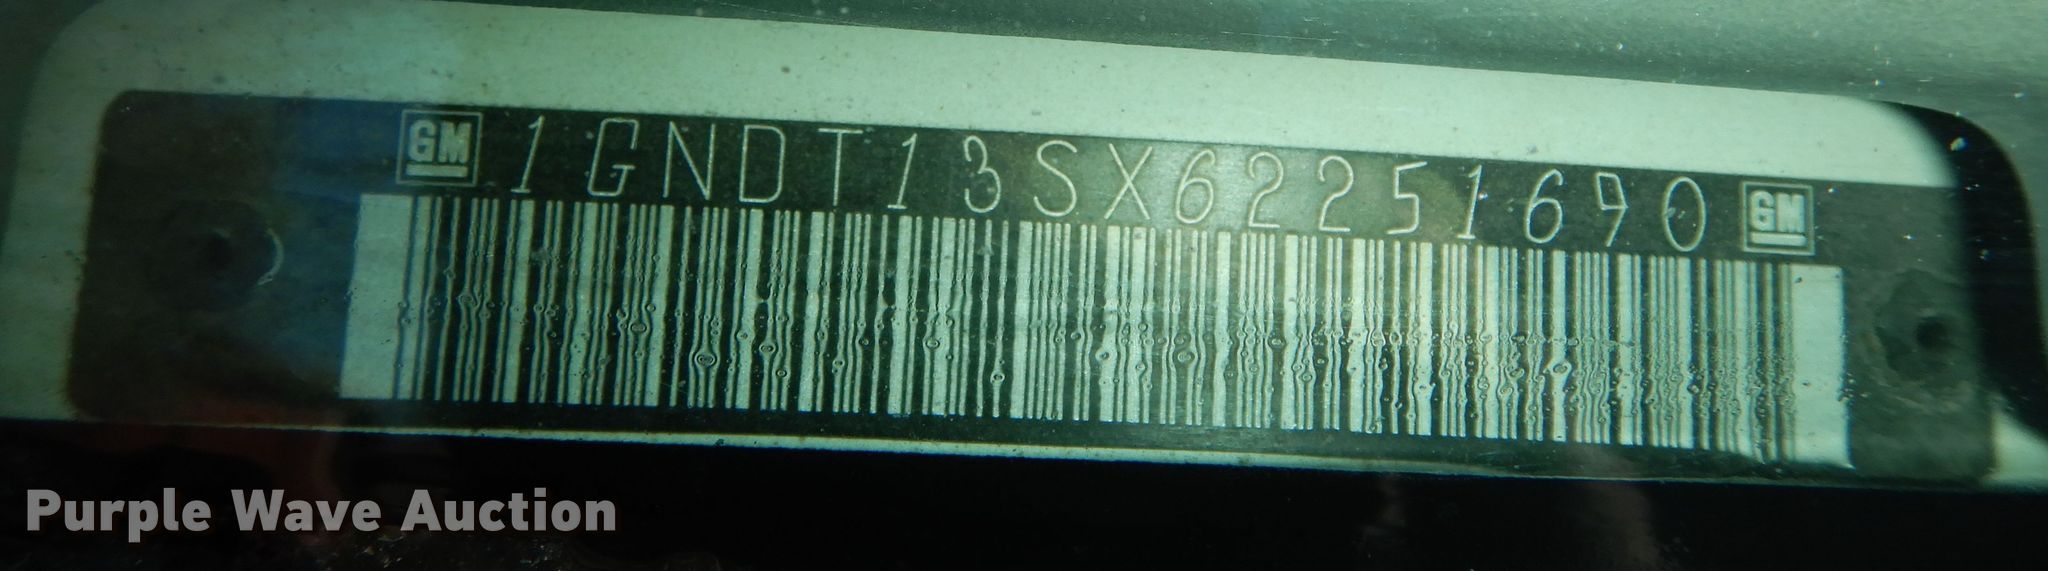 GM 1GNDT13SX62251690 GM
Purple Wave Auction